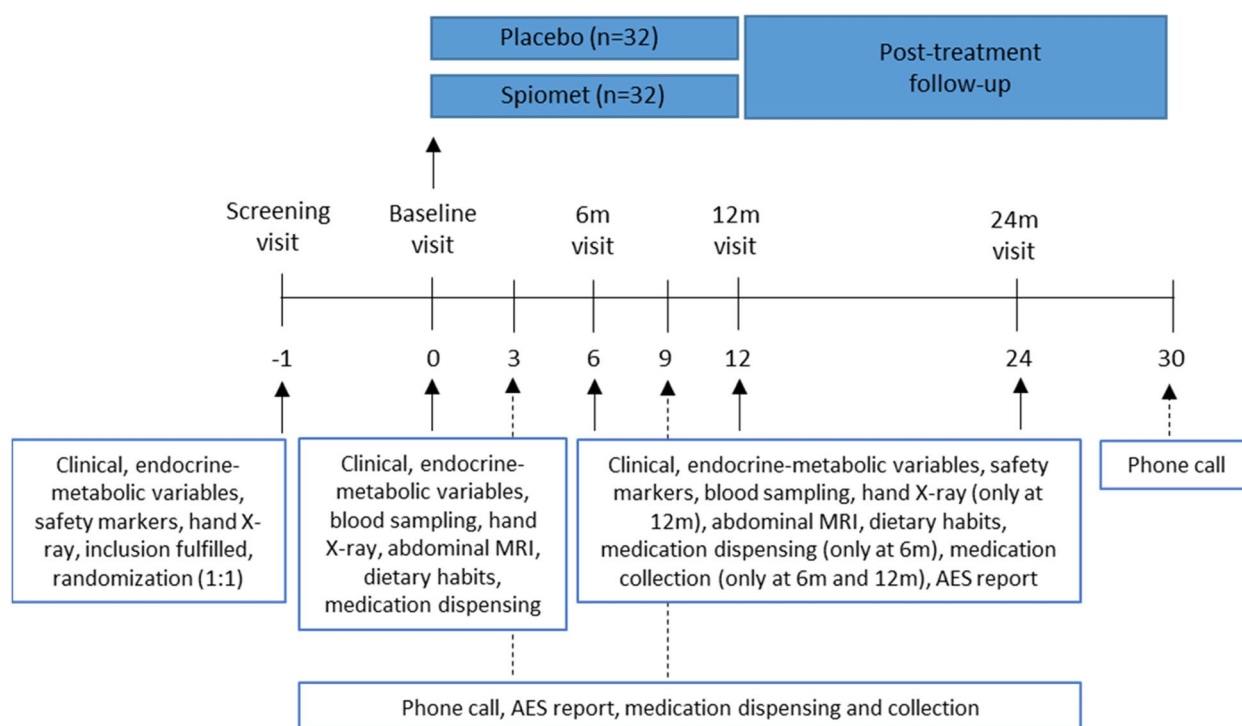 Placebo (n=32)
Spiomet (n=32)
Post-treatment
follow-up
Screening
visit
Baseline
visit
6m
visit
12m
visit
24m
visit
-1
0
3
6
9
12
24
30
Clinical, endocrine-
metabolic variables,
safety markers, hand X-
ray, inclusion fulfilled,
randomization (1:1)
Clinical, endocrine-
metabolic variables,
blood sampling, hand
X-ray, abdominal MRI,
dietary habits,
medication dispensing
Clinical, endocrine-metabolic variables, safety
markers, blood sampling, hand X-ray (only at
12m), abdominal MRI, dietary habits,
medication dispensing (only at 6m), medication
collection (only at 6m and 12m), AES report
Phone call
Phone call, AES report, medication dispensing and collection